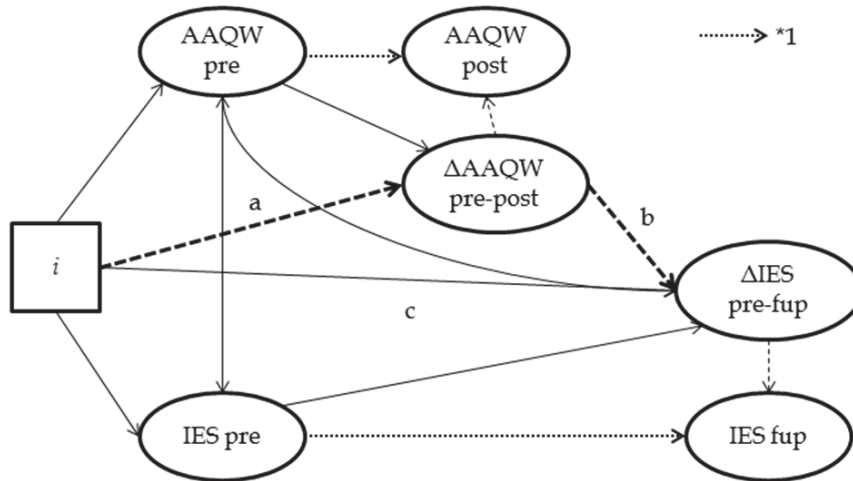 AAQW
pre
AAQW
post
*1
ΔAAQW
pre-post
a
b
i
ΔIES
pre-fup
c
IES pre
IES fup